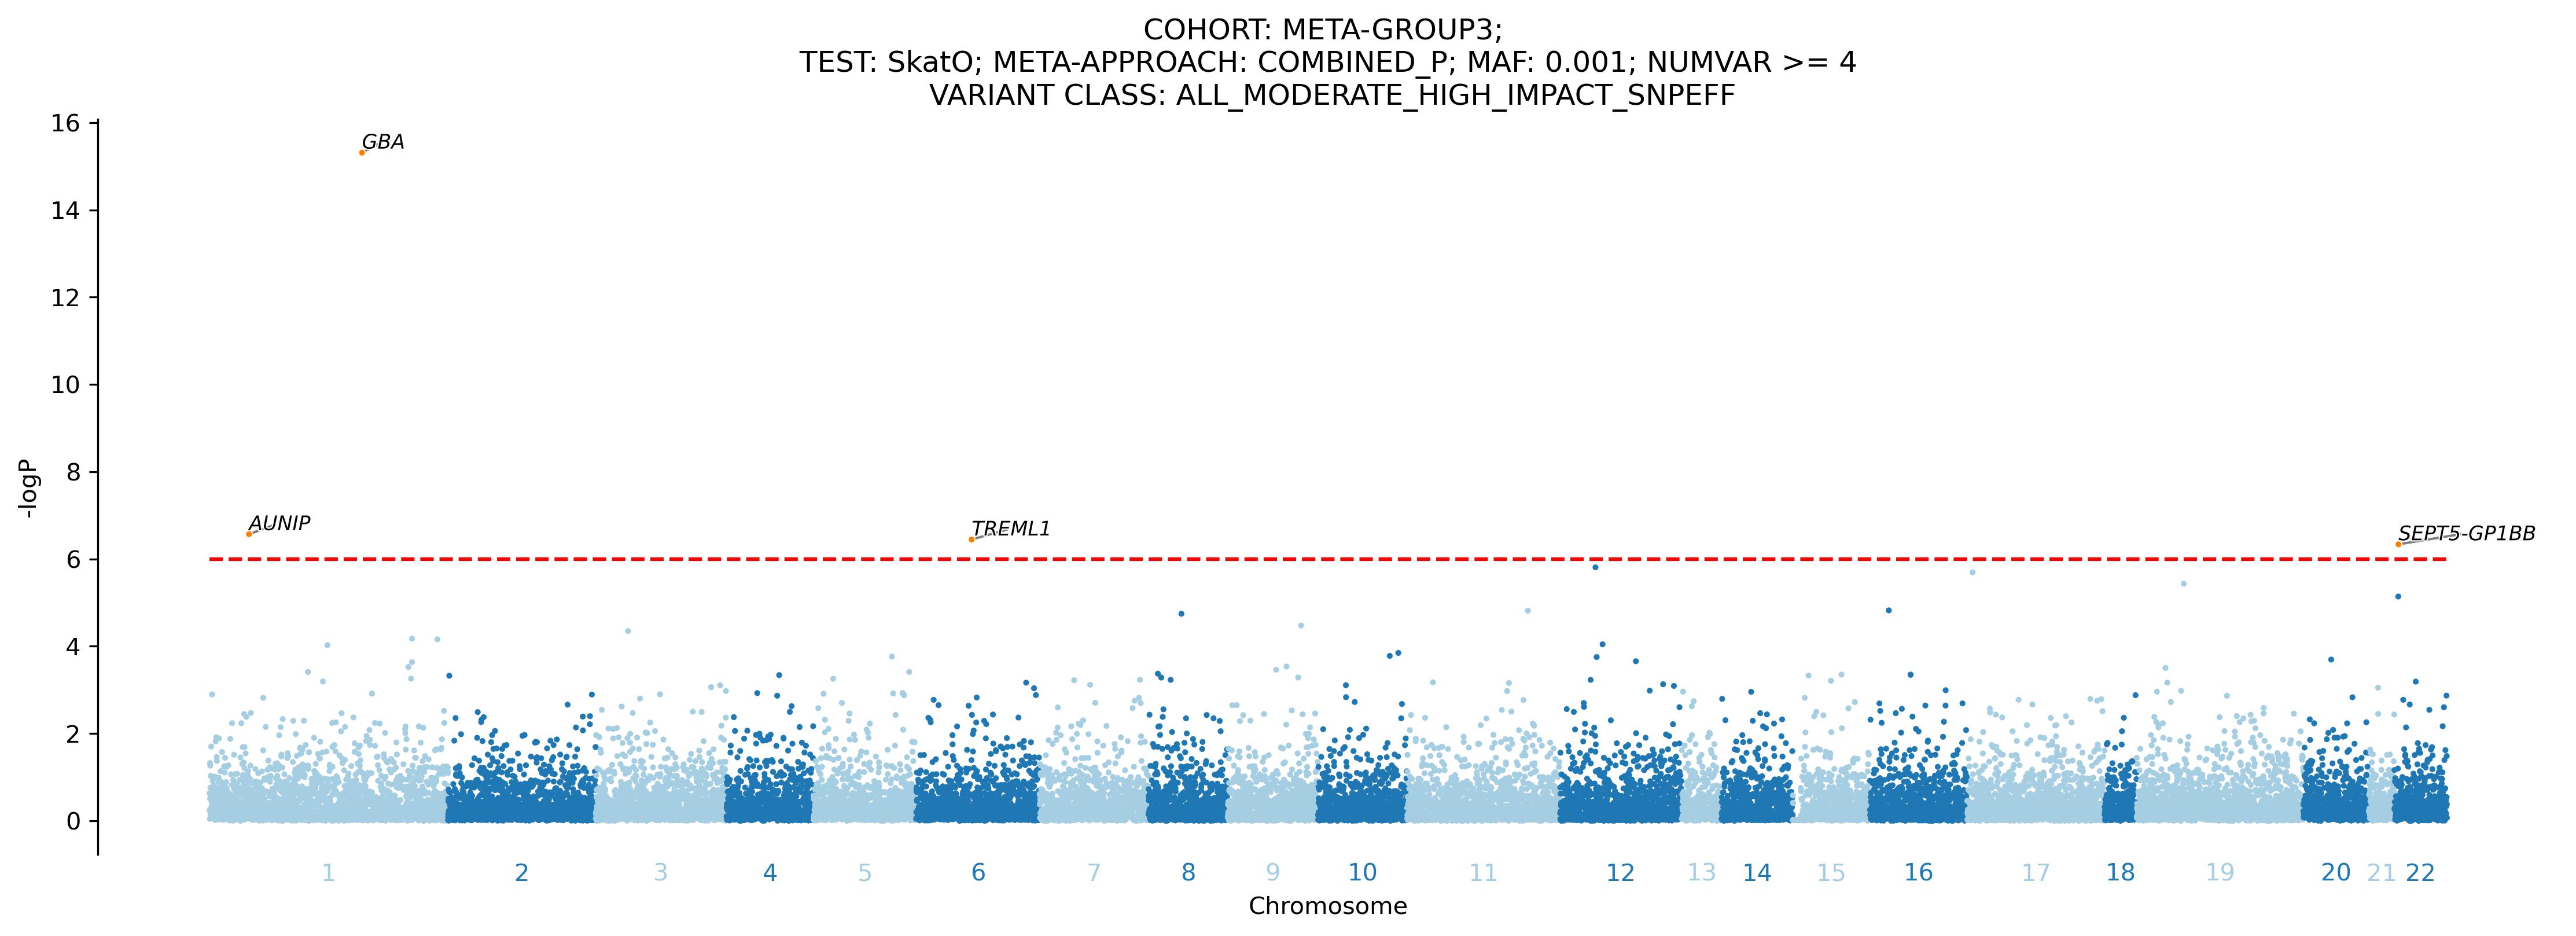 COHORT: META-GROUP3;
TEST: SkatO; META-APPROACH: COMBINED_P; MAF: 0.001; NUMVAR >= 4
VARIANT CLASS: ALL_MODERATE_HIGH_IMPACT_SNPEFF
16
GBA
14
12
10
8
-logP
AUNIP
TREML1
SEPT5-GP1BB
6
4
2
0
1 2 3 4 5 6 7 8 9 10 11 12 13 14 15 16 17 18 19 20 21 22
Chromosome